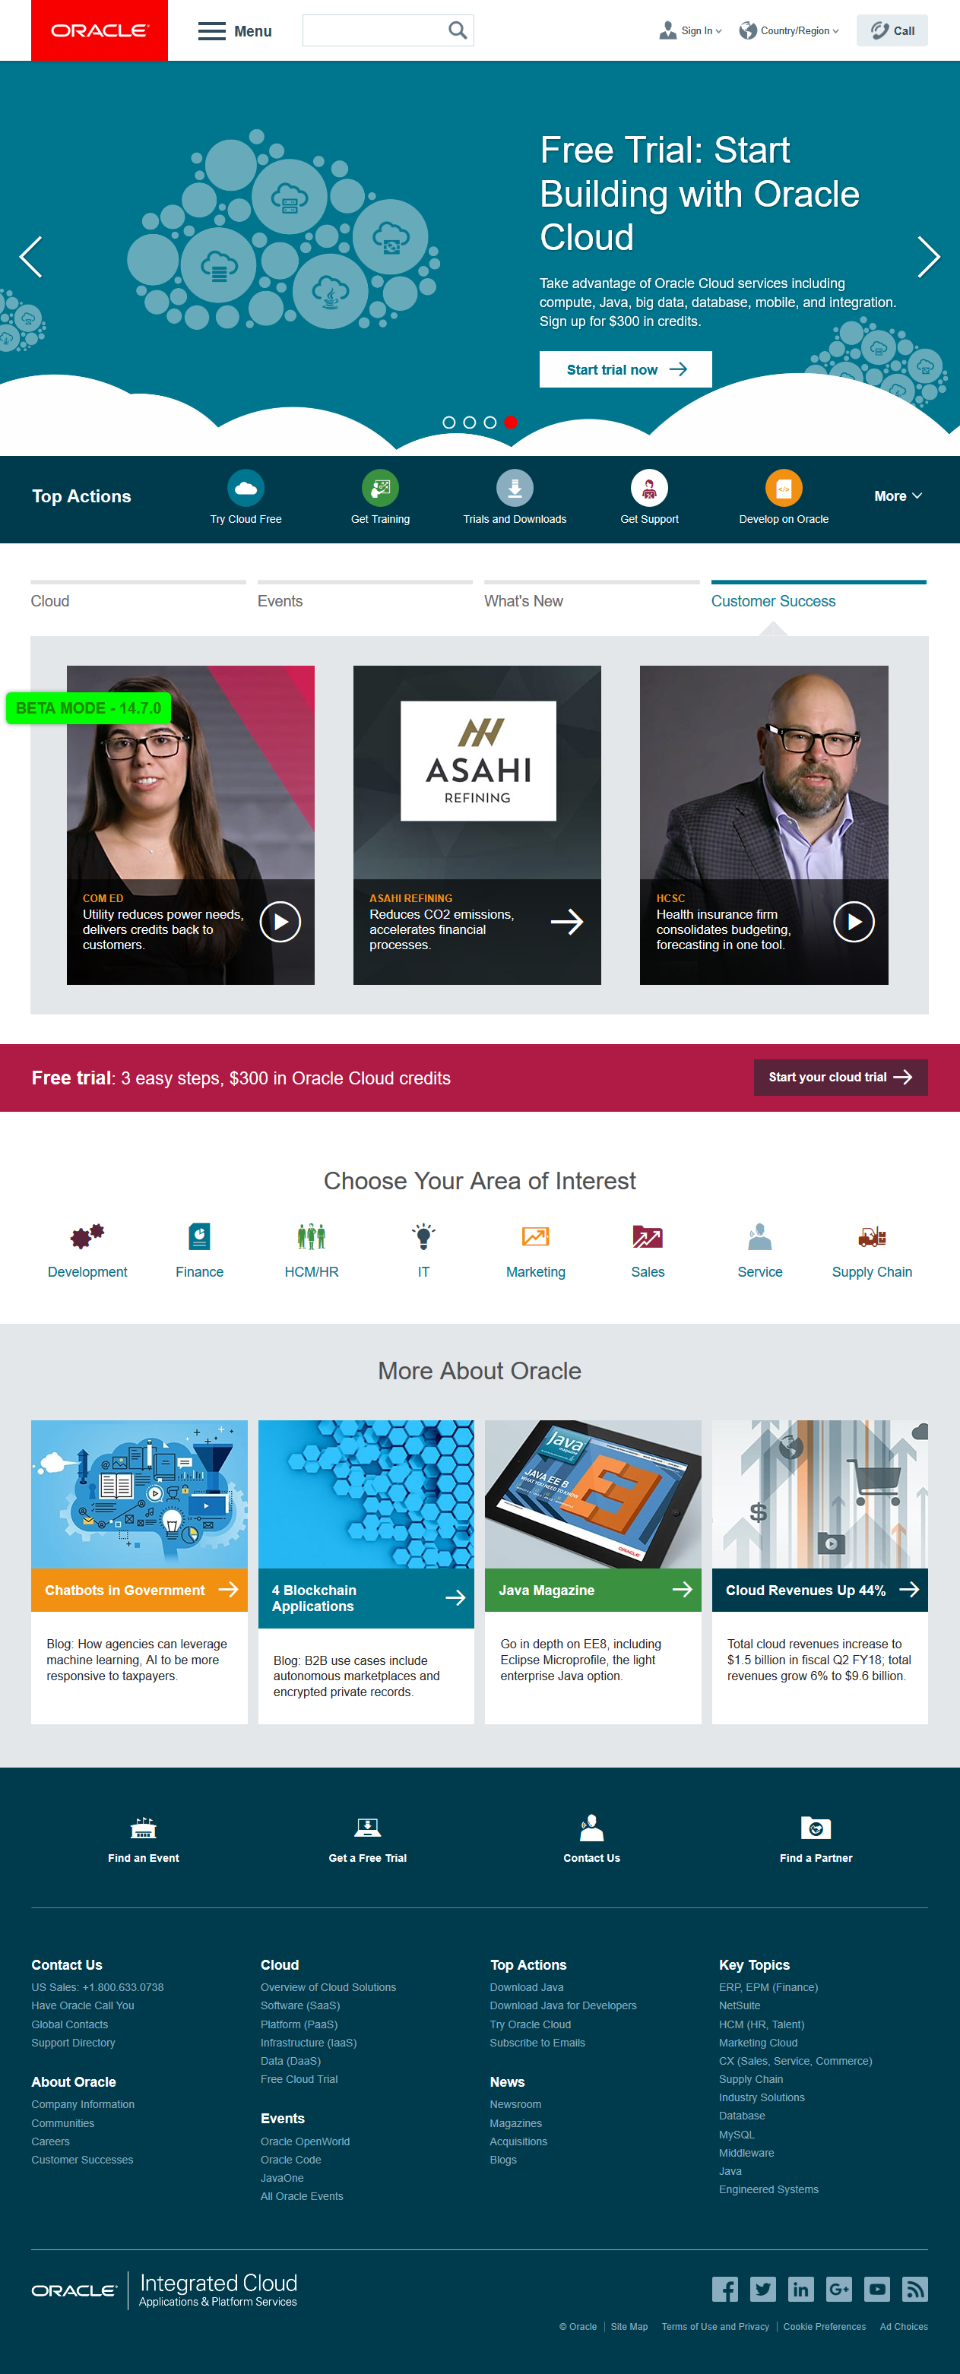 ORACLE
Menu
Sign In
Country/Region
Call
Free Trial: Start
Building with Oracle
Cloud
Take advantage of Oracle Cloud services including
compute, Java, big data, database, mobile, and integration.
Sign up for $300 in credits.
Start trial now
Top Actions
Try Cloud Free
Get Training
Trials and Downloads
Get Support
Develop on Oracle
More
Cloud
Events
What's New
Customer Success
BETA MODE - 14.7.0
ASAHI
REFINING
COM ED
Utility reduces power needs,
delivers credits back to
customers.
ASAHI REFINING
Reduces CO2 emissions,
accelerates financial
processes.
HCSC
Health insurance firm
consolidates budgeting,
forecasting in one tool.
Free trial: 3 easy steps, $300 in Oracle Cloud credits
Start your cloud trial
Choose Your Area of Interest
Development
Finance
HCM/HR
IT
Marketing
Sales
Service
Supply Chain
More About Oracle
Java
JAVA EE 8
WHAT YOU NEED TO KNOW
ORACLE
$
Chatbots in Government
4 Blockchain
Applications
Java Magazine
Cloud Revenues Up 44%
Blog: How agencies can leverage
machine learning, AI to be more
responsive to taxpayers.
Blog: B2B use cases include
autonomous marketplaces and
encrypted private records.
Go in depth on EE8, including
Eclipse Microprofile, the light
enterprise Java option.
Total cloud revenues increase to
$1.5 billion in fiscal Q2 FY18; total
revenues grow 6% to $9.6 billion.
Find an Event
Get a Free Trial
Contact Us
Find a Partner
Contact Us
US Sales: +1.800.633.0738
Have Oracle Call You
Global Contacts
Support Directory
About Oracle
Company Information
Communities
Careers
Customer Successes
Cloud
Overview of Cloud Solutions
Software (SaaS)
Platform (PaaS)
Infrastructure (IaaS)
Data (DaaS)
Free Cloud Trial
Events
Oracle OpenWorld
Oracle Code
JavaOne
All Oracle Events
Top Actions
Download Java
Download Java for Developers
Try Oracle Cloud
Subscribe to Emails
News
Newsroom
Magazines
Acquisitions
Blogs
Key Topics
ERP, EPM (Finance)
NetSuite
HCM (HR, Talent)
Marketing Cloud
CX (Sales, Service, Commerce)
Supply Chain
Industry Solutions
Database
MySQL
Middleware
Java
Engineered Systems
ORACLE
Integrated Cloud
Applications & Platform Services
© Oracle
Site Map
Terms of Use and Privacy
Cookie Preferences
Ad Choices